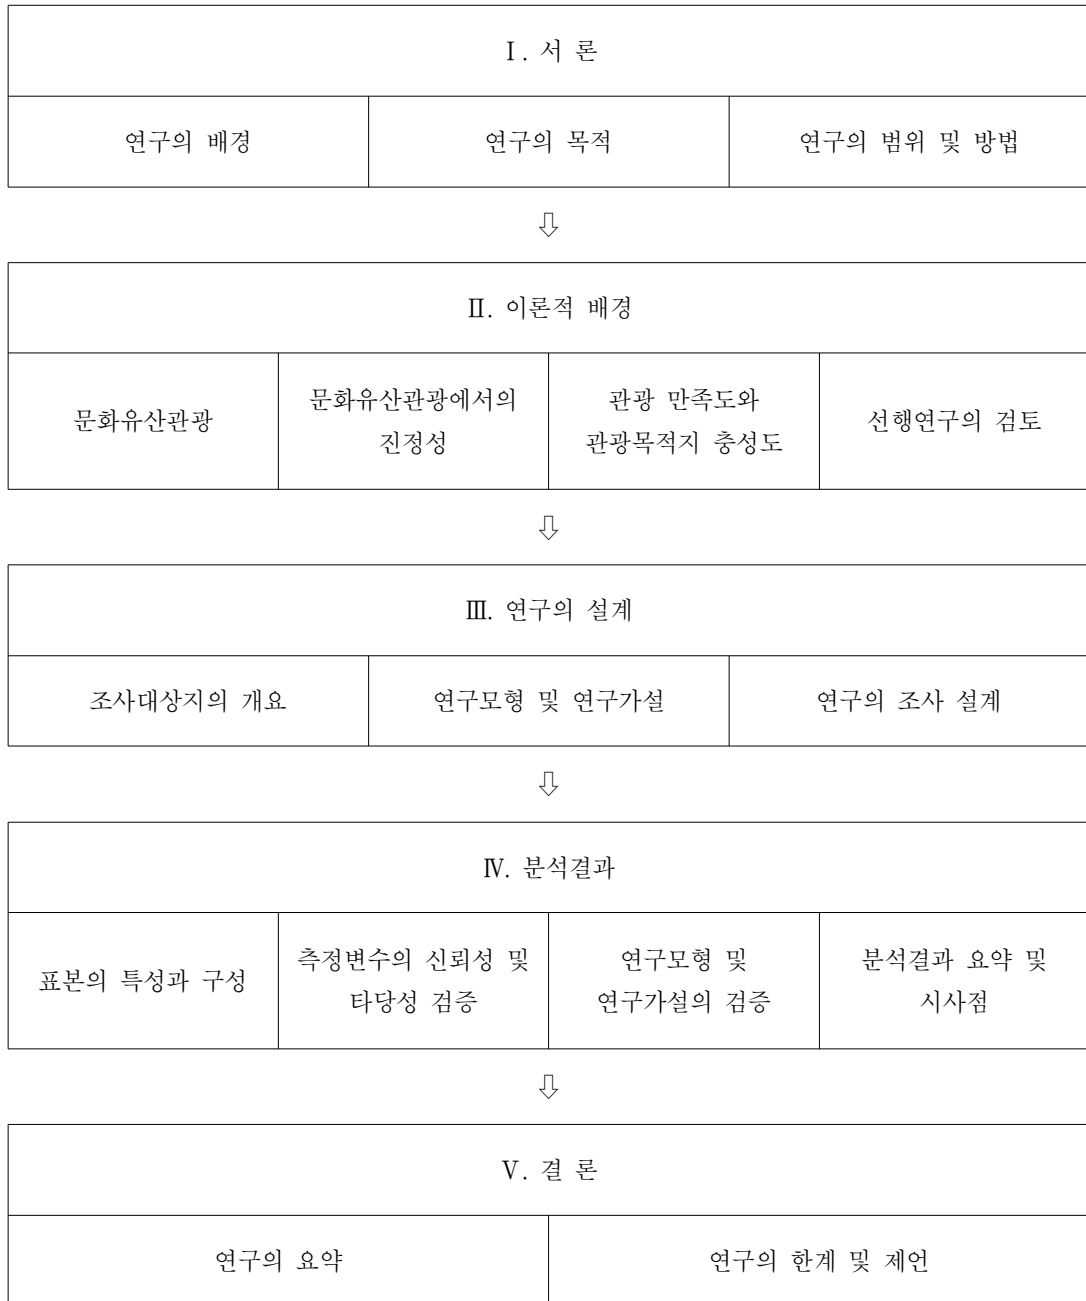 Ⅰ. 서 론
연구의 배경
연구의 목적
연구의 범위 및 방법
⇩
Ⅱ. 이론적 배경
문화유산관광
문화유산관광에서의
진정성
관광 만족도와
관광목적지 충성도
선행연구의 검토
⇩
Ⅲ. 연구의 설계
조사대상지의 개요
연구모형 및 연구가설
연구의 조사 설계
⇩
Ⅳ. 분석결과
표본의 특성과 구성
측정변수의 신뢰성 및
타당성 검증
연구모형 및
연구가설의 검증
분석결과 요약 및
시사점
⇩
Ⅴ. 결 론
연구의 요약
연구의 한계 및 제언